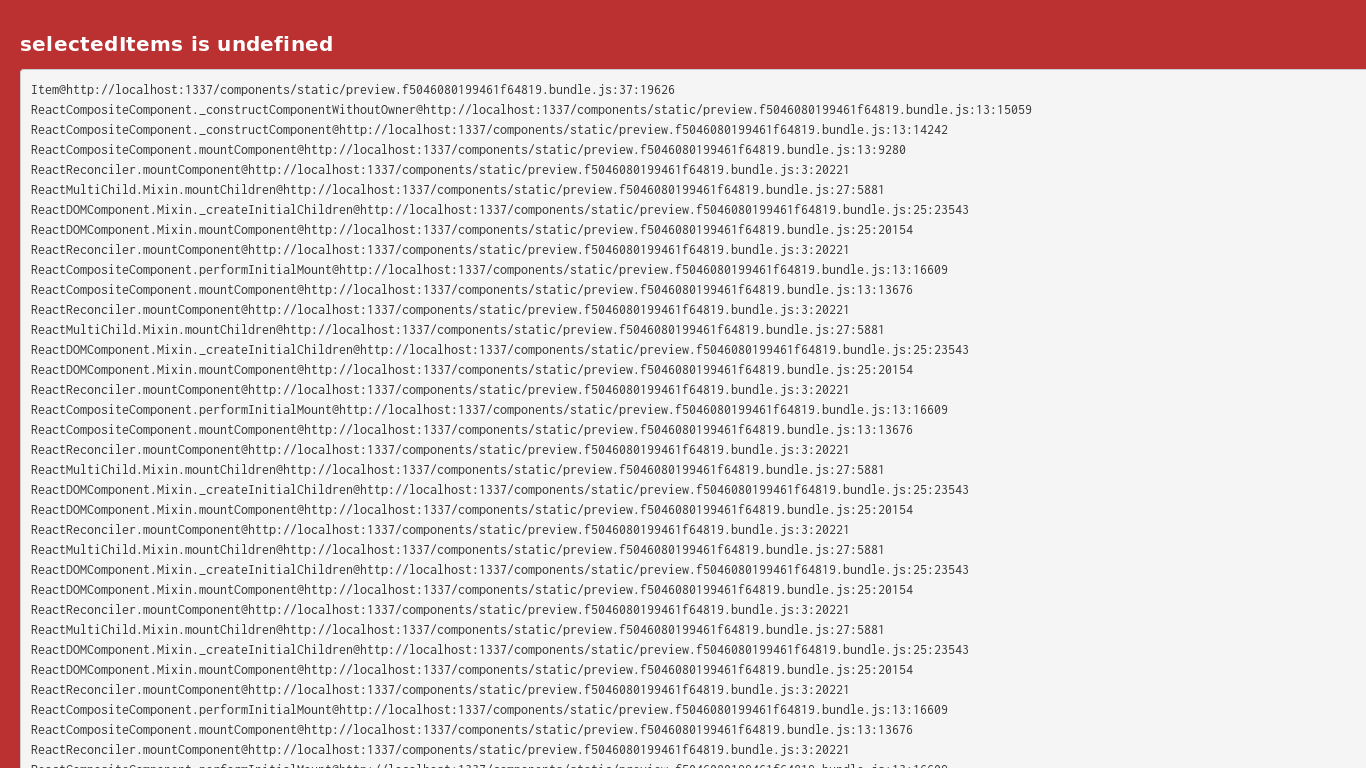 selectedItems is undefined
Item@http://localhost:1337/components/static/preview.f5046080199461f64819.bundle.js:37:19626
ReactCompositeComponent._constructComponentWithoutOwner@http://localhost:1337/components/static/preview.f5046080199461f64819.bundle.js:13:15059
ReactCompositeComponent._constructComponent@http://localhost:1337/components/static/preview.f5046080199461f64819.bundle.js:13:14242
ReactCompositeComponent.mountComponent@http://localhost:1337/components/static/preview.f5046080199461f64819.bundle.js:13:9280
ReactReconciler.mountComponent@http://localhost:1337/components/static/preview.f5046080199461f64819.bundle.js:3:20221
ReactMultiChild.Mixin.mountChildren@http://localhost:1337/components/static/preview.f5046080199461f64819.bundle.js:27:5881
ReactDOMComponent.Mixin._createInitialChildren@http://localhost:1337/components/static/preview.f5046080199461f64819.bundle.js:25:23543
ReactDOMComponent.Mixin.mountComponent@http://localhost:1337/components/static/preview.f5046080199461f64819.bundle.js:25:20154
ReactReconciler.mountComponent@http://localhost:1337/components/static/preview.f5046080199461f64819.bundle.js:3:20221
ReactCompositeComponent.performInitialMount@http://localhost:1337/components/static/preview.f5046080199461f64819.bundle.js:13:16609
ReactCompositeComponent.mountComponent@http://localhost:1337/components/static/preview.f5046080199461f64819.bundle.js:13:13676
ReactReconciler.mountComponent@http://localhost:1337/components/static/preview.f5046080199461f64819.bundle.js:3:20221
ReactMultiChild.Mixin.mountChildren@http://localhost:1337/components/static/preview.f5046080199461f64819.bundle.js:27:5881
ReactDOMComponent.Mixin._createInitialChildren@http://localhost:1337/components/static/preview.f5046080199461f64819.bundle.js:25:23543
ReactDOMComponent.Mixin.mountComponent@http://localhost:1337/components/static/preview.f5046080199461f64819.bundle.js:25:20154
ReactReconciler.mountComponent@http://localhost:1337/components/static/preview.f5046080199461f64819.bundle.js:3:20221
ReactCompositeComponent.performInitialMount@http://localhost:1337/components/static/preview.f5046080199461f64819.bundle.js:13:16609
ReactCompositeComponent.mountComponent@http://localhost:1337/components/static/preview.f5046080199461f64819.bundle.js:13:13676
ReactReconciler.mountComponent@http://localhost:1337/components/static/preview.f5046080199461f64819.bundle.js:3:20221
ReactMultiChild.Mixin.mountChildren@http://localhost:1337/components/static/preview.f5046080199461f64819.bundle.js:27:5881
ReactDOMComponent.Mixin._createInitialChildren@http://localhost:1337/components/static/preview.f5046080199461f64819.bundle.js:25:23543
ReactDOMComponent.Mixin.mountComponent@http://localhost:1337/components/static/preview.f5046080199461f64819.bundle.js:25:20154
ReactReconciler.mountComponent@http://localhost:1337/components/static/preview.f5046080199461f64819.bundle.js:3:20221
ReactMultiChild.Mixin.mountChildren@http://localhost:1337/components/static/preview.f5046080199461f64819.bundle.js:27:5881
ReactDOMComponent.Mixin._createInitialChildren@http://localhost:1337/components/static/preview.f5046080199461f64819.bundle.js:25:23543
ReactDOMComponent.Mixin.mountComponent@http://localhost:1337/components/static/preview.f5046080199461f64819.bundle.js:25:20154
ReactReconciler.mountComponent@http://localhost:1337/components/static/preview.f5046080199461f64819.bundle.js:3:20221
ReactMultiChild.Mixin.mountChildren@http://localhost:1337/components/static/preview.f5046080199461f64819.bundle.js:27:5881
ReactDOMComponent.Mixin._createInitialChildren@http://localhost:1337/components/static/preview.f5046080199461f64819.bundle.js:25:23543
ReactDOMComponent.Mixin.mountComponent@http://localhost:1337/components/static/preview.f5046080199461f64819.bundle.js:25:20154
ReactReconciler.mountComponent@http://localhost:1337/components/static/preview.f5046080199461f64819.bundle.js:3:20221
ReactCompositeComponent.performInitialMount@http://localhost:1337/components/static/preview.f5046080199461f64819.bundle.js:13:16609
ReactCompositeComponent.mountComponent@http://localhost:1337/components/static/preview.f5046080199461f64819.bundle.js:13:13676
ReactReconciler.mountComponent@http://localhost:1337/components/static/preview.f5046080199461f64819.bundle.js:3:20221